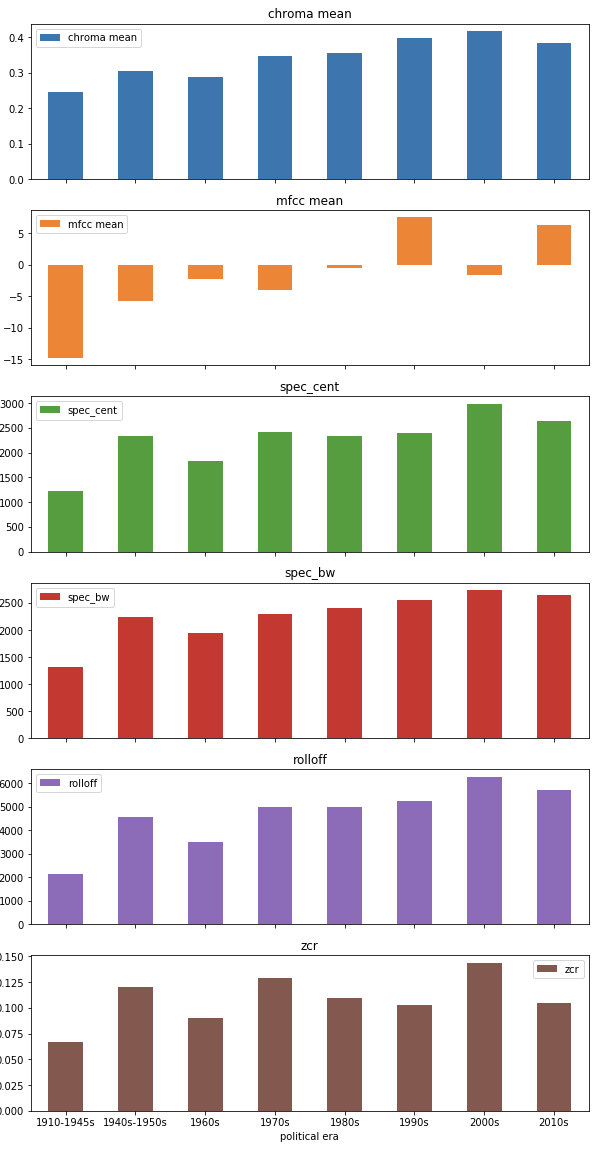 chroma mean
chroma mean
0.4
0.3
0.2
0.1
0.0
mfcc mean
mfcc mean
5
0
−5
−10
−15
spec_cent
spec_cent
3000
2500
2000
1500
1000
500
0
spec_bw
spec_bw
2500
2000
1500
1000
500
0
rolloff
rolloff
6000
5000
4000
3000
2000
1000
0
zcr
zcr
0.150
0.125
0.100
0.075
0.050
0.025
0.000
1910-1945s 1940s-1950s 1960s 1970s 1980s 1990s 2000s 2010s
political era